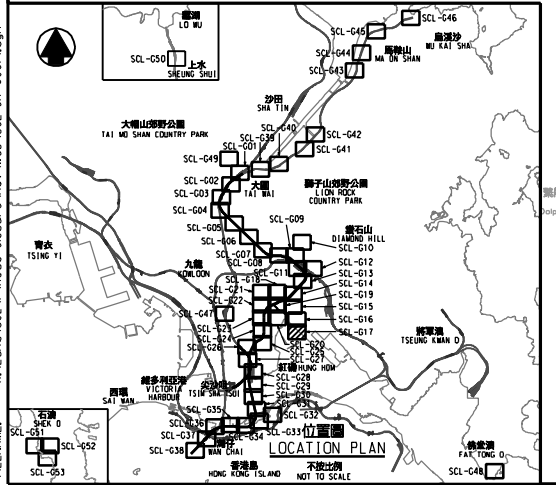 羅湖
LO WU
SCL-G50
上水
SHEUNG SHUI
SCL-G46
SCL-G45
烏溪沙
WU KAI SHA
SCL-G44
馬鞍山
MA ON SHAN
SCL-G43
沙田
SHA TIN
大帽山郊野公園
TAI MO SHAN COUNTRY PARK
SCL-G40
SCL-G39
SCL-G42
SCL-G01
SCL-G41
SCL-G49
SCL-G02
大圍
TAI WAI
獅子山郊野公園
LION ROCK
COUNTRY PARK
SCL-G03
SCL-G04
SCL-G09
SCL-G05
鑽石山
DIAMOND HILL
SCL-G06
SCL-G10
青衣
TSING YI
SCL-G07
SCL-G08
SCL-G12
九龍
KOWLOON
SCL-G11
SCL-G13
SCL-G18
SCL-G14
SCL-G21
SCL-G19
SCL-G22
SCL-G15
SCL-G47
SCL-G16
SCL-G23
SCL-G17
將軍澳
TSEUNG KWAN O
SCL-G24
SCL-G20
SCL-G26
SCL-G27
紅磡
HUNG HOM
SCL-G28
維多利亞港
VICTORIA
HARBOUR
尖沙咀
TSIM SHA TSUI
SCL-G29
西環
SAI WAN
SCL-G30
SCL-G35
SCL-G32
石澳
SHEK O
SCL-G36
SCL-G33
SCL-G34
SCL-G51
SCL-G37
灣仔
WAN CHAI
位置圖
LOCATION PLAN
SCL-G52
SCL-G38
佛堂澳
FAT TONG O
SCL-G53
香港島
HONG KONG ISLAND
不按比例
NOT TO SCALE
SCL-G48